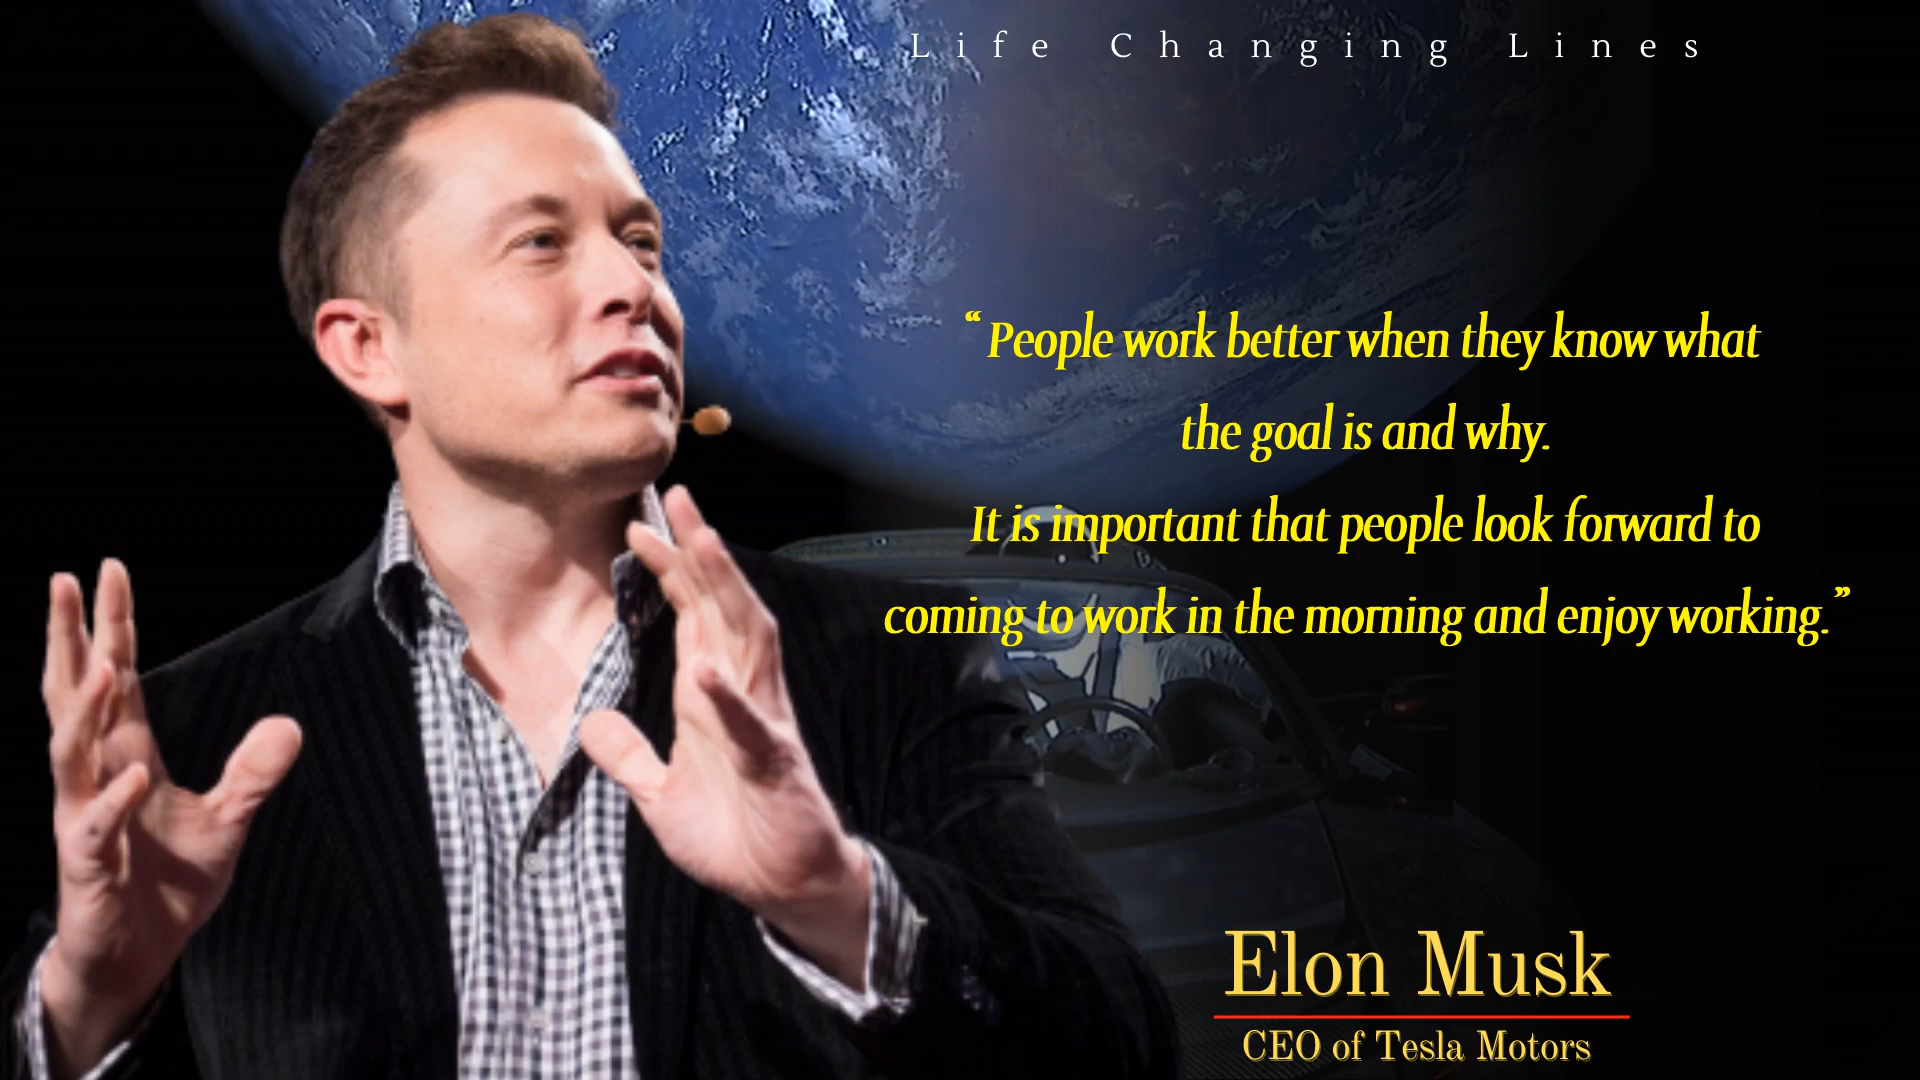 Life Changing Lines
“ People work better when they know what
the goal is and why.
It is important that people look forward to
coming to work in the morning and enjoy working.”
Elon Musk
CEO of Tesla Motors